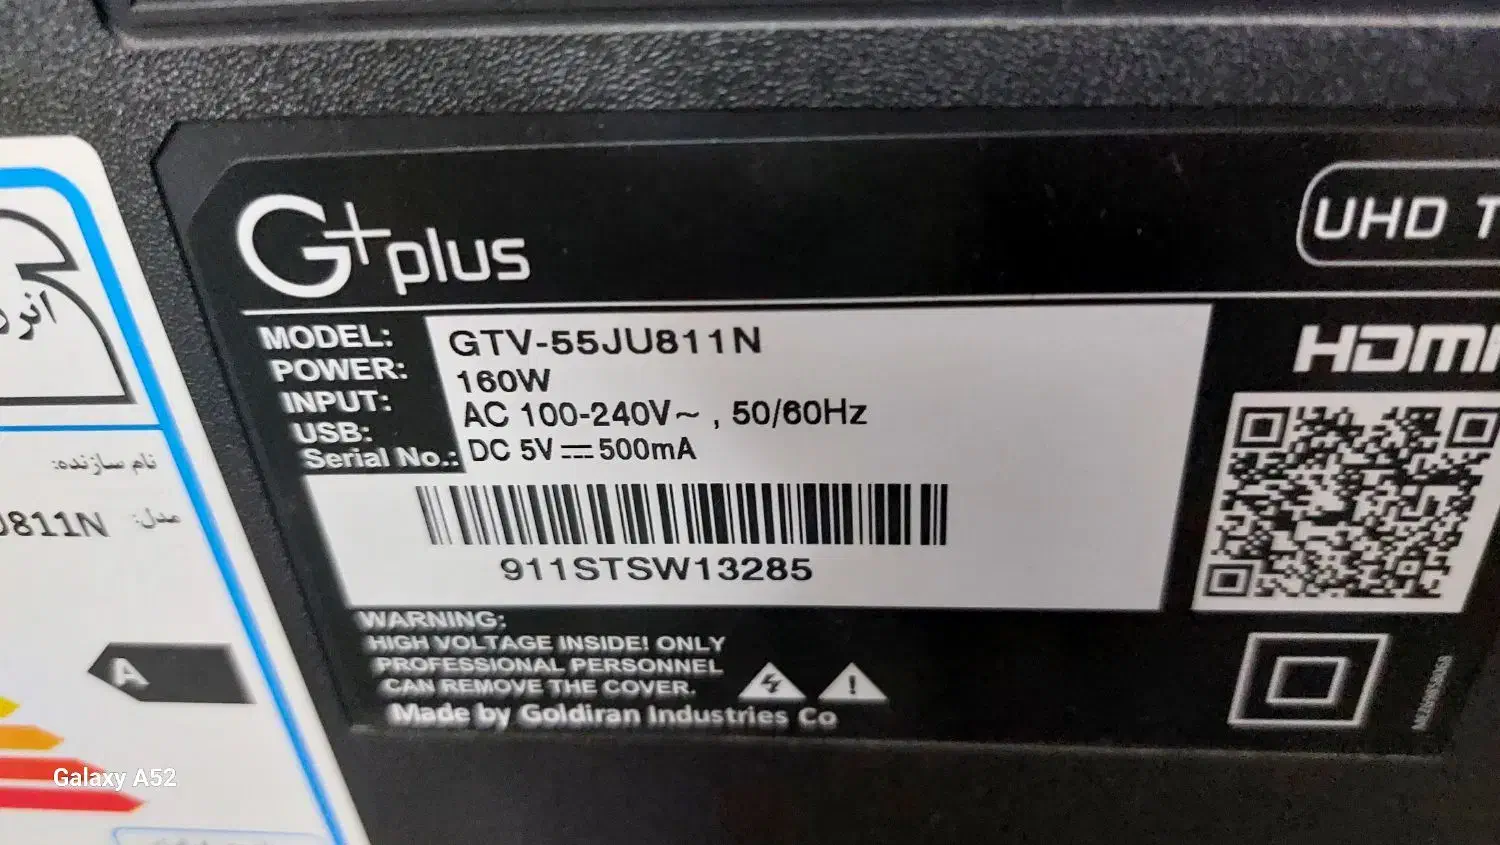 G+plus
UHD T
MODEL: GTV-55JU811N
POWER: 160W
INPUT: AC 100-240V~ , 50/60Hz
USB: DC 5V 500mA
Serial No.:
911STSW13285
HDMI
WARNING:
HIGH VOLTAGE INSIDE! ONLY
PROFESSIONAL PERSONNEL
CAN REMOVE THE COVER.
Made by Goldiran Industries Co
انر
نام سازنده:
مدل: U811N
A
Galaxy A52